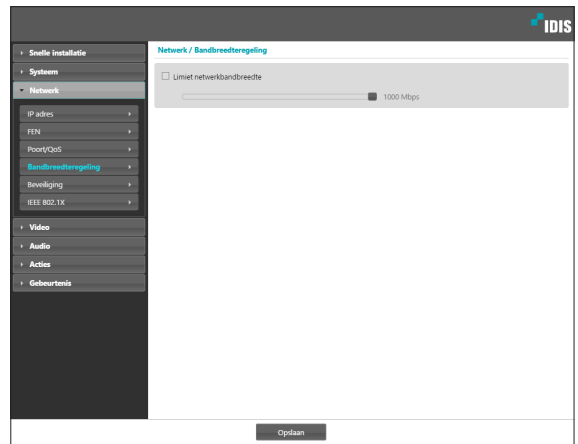 IDIS
Snelle installatie
Systeem
Netwerk
IP adres
FEN
Poort/QoS
Bandbreedteregeling
Beveiliging
IEEE 802.1X
Video
Audio
Acties
Gebeurtenis
Netwerk / Bandbreedteregeling
Limiet netwerkbandbreedte
1000 Mbps
Opslaan